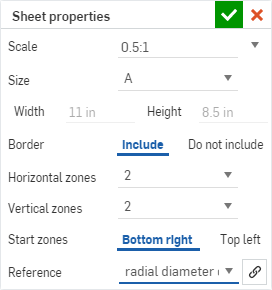 Sheet properties
Scale 0.5:1
Size A
Width 11 in Height 8.5 in
Border Include Do not include
Horizontal zones 2
Vertical zones 2
Start zones Bottom right Top left
Reference radial diameter